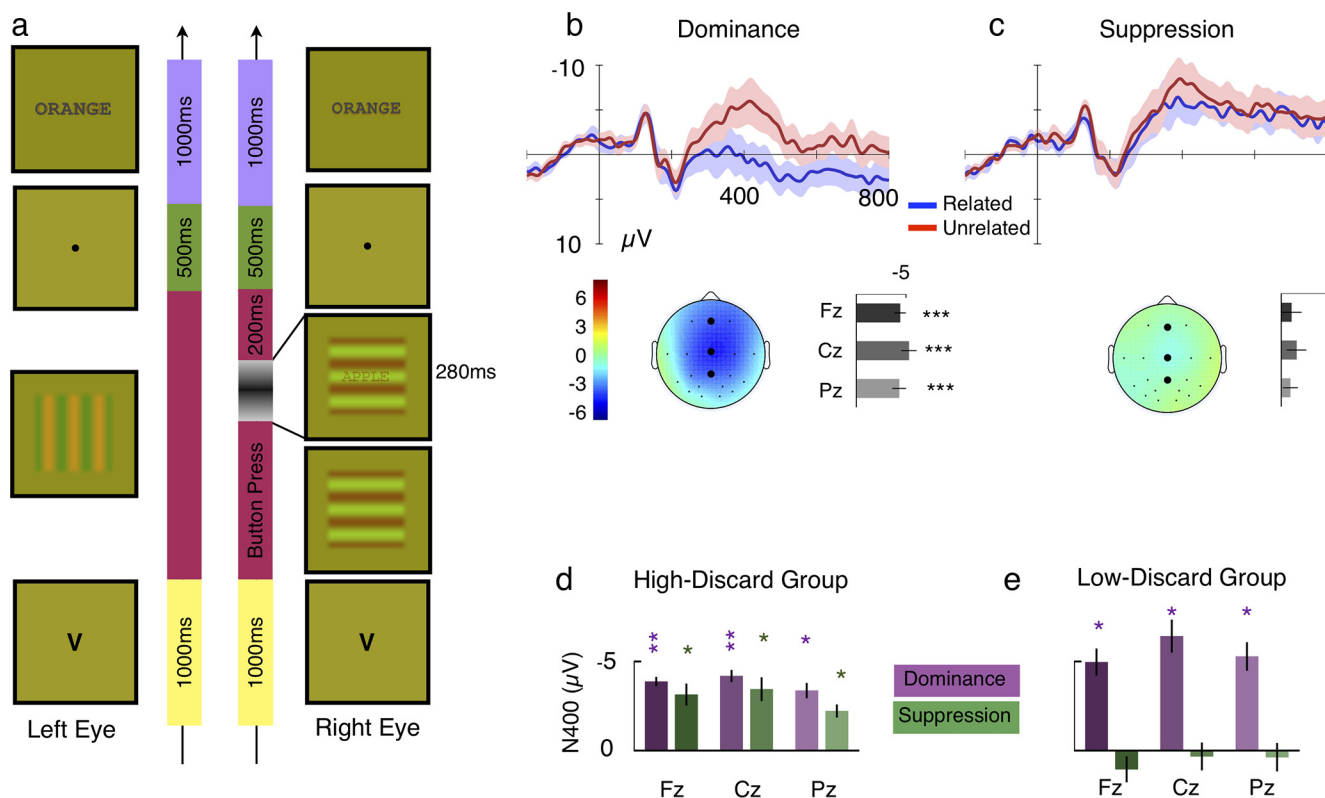 a
ORANGE
1000ms
1000ms
ORANGE
500ms
500ms
200ms
APPLE
280ms
Button Press
V
1000ms
1000ms
V
Left Eye
Right Eye
b
Dominance
-10
400
800
10
µV
Related
Unrelated
c
Suppression
6
3
0
-3
-6
-5
Fz
***
Cz
***
Pz
***
d
High-Discard Group
N400 (µV)
-5
0
**
*
**
*
*
*
Fz
Cz
Pz
Dominance
Suppression
e
Low-Discard Group
*
*
*
Fz
Cz
Pz